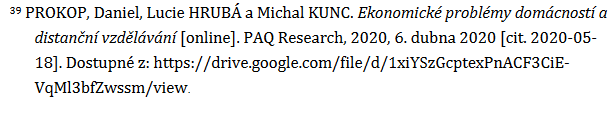 39 PROKOP, Daniel, Lucie HRUBÁ a Michal KUNC. Ekonomické problémy domácností a
distanční vzdělávání [online]. PAQ Research, 2020, 6. dubna 2020 [cit. 2020-05-
18]. Dostupné z: https://drive.google.com/file/d/1xiYSzGcptexPnACF3CiE-
VqMl3bfZwssm/view.